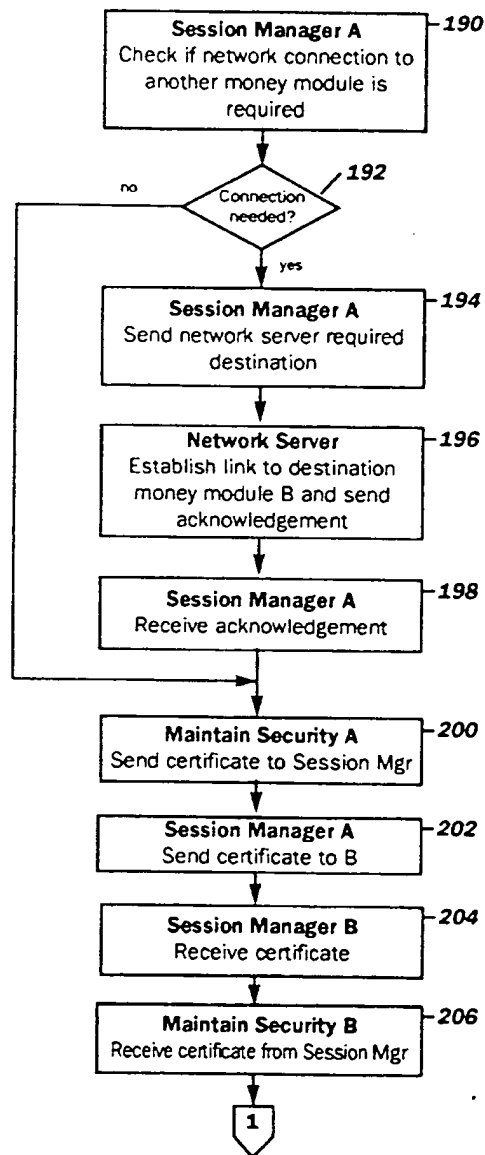 Session Manager A
190
Check if network connection to
another money module is
required
192
no
Connection
needed?
yes
Session Manager A
194
Send network server required
destination
Network Server
196
Establish link to destination
money module B and send
acknowledgement
Session Manager A
198
Receive acknowledgement
Maintain Security A
200
Send certificate to Session Mgr
Session Manager A
202
Send certificate to B
Session Manager B
204
Receive certificate
Maintain Security B
206
Receive certificate from Session Mgr
1